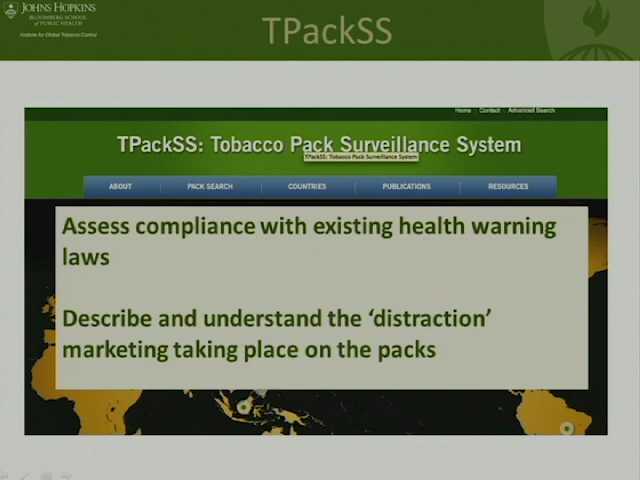 JOHNS HOPKINS
BLOOMBERG SCHOOL
of PUBLIC HEALTH
Institute for Global Tobacco Control
TPackSS
Home Contact Advanced Search
TPackSS: Tobacco Pack Surveillance System
TPackSS: Tobacco Pack Surveillance System
ABOUT PACK SEARCH COUNTRIES PUBLICATIONS RESOURCES
Assess compliance with existing health warning
laws
Describe and understand the ‘distraction’
marketing taking place on the packs